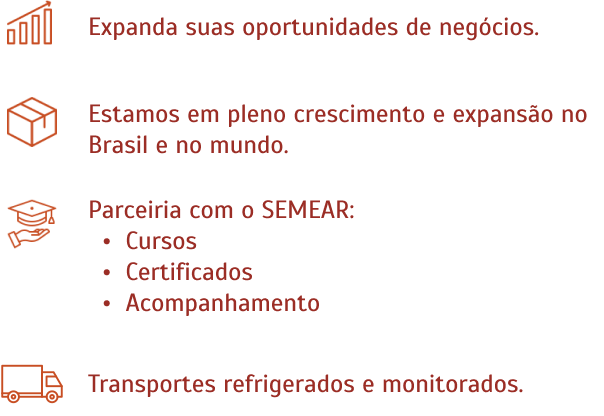 Expanda suas oportunidades de negócios.
Estamos em pleno crescimento e expansão no
Brasil e no mundo.
Parceiria com o SEMEAR:
• Cursos
• Certificados
• Acompanhamento
Transportes refrigerados e monitorados.